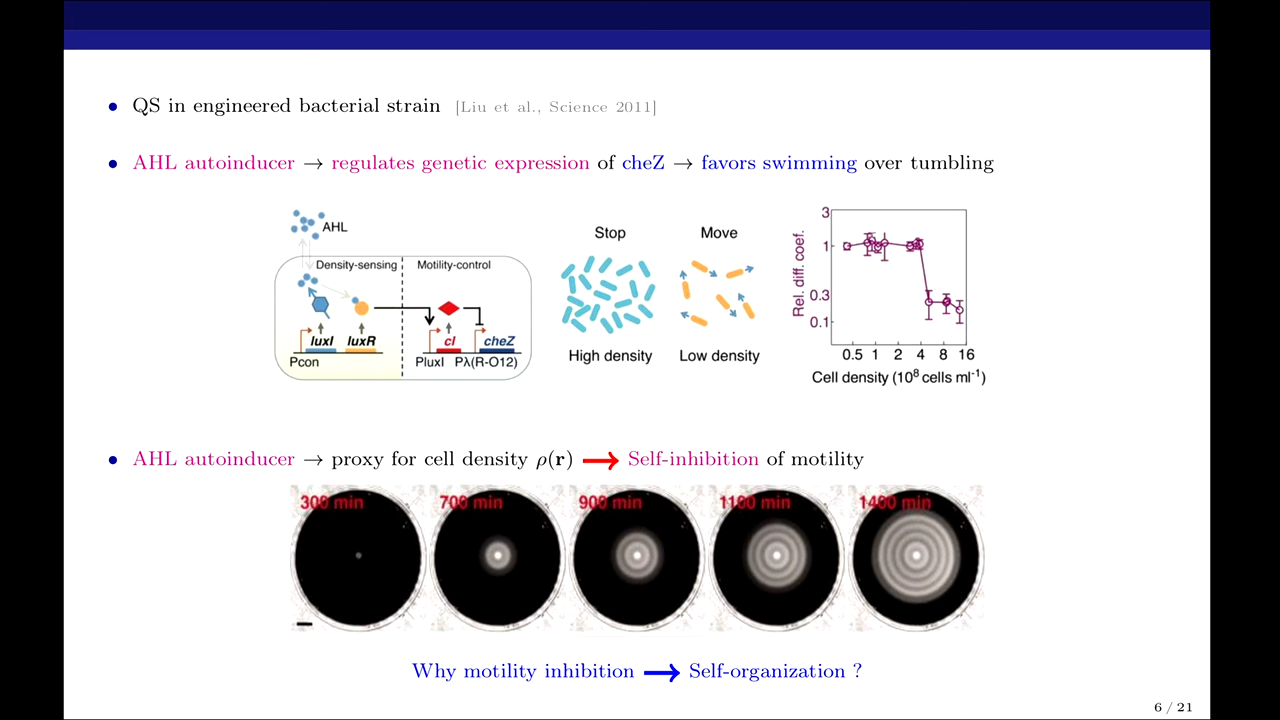 • QS in engineered bacterial strain [Liu et al., Science 2011]
• AHL autoinducer → regulates genetic expression of cheZ → favors swimming over tumbling
AHL
Density-sensing Motility-control
luxI luxR cI cheZ
Pcon PluxI Pλ(R-O12)
Stop Move
High density Low density
Rel. diff. coef.
3
1
0.3
0.1
0.5 1 2 4 8 16
Cell density (10⁸ cells ml⁻¹)
• AHL autoinducer → proxy for cell density ρ(r) → Self-inhibition of motility
300 min 700 min 900 min 1100 min 1400 min
Why motility inhibition → Self-organization ?
6 / 21